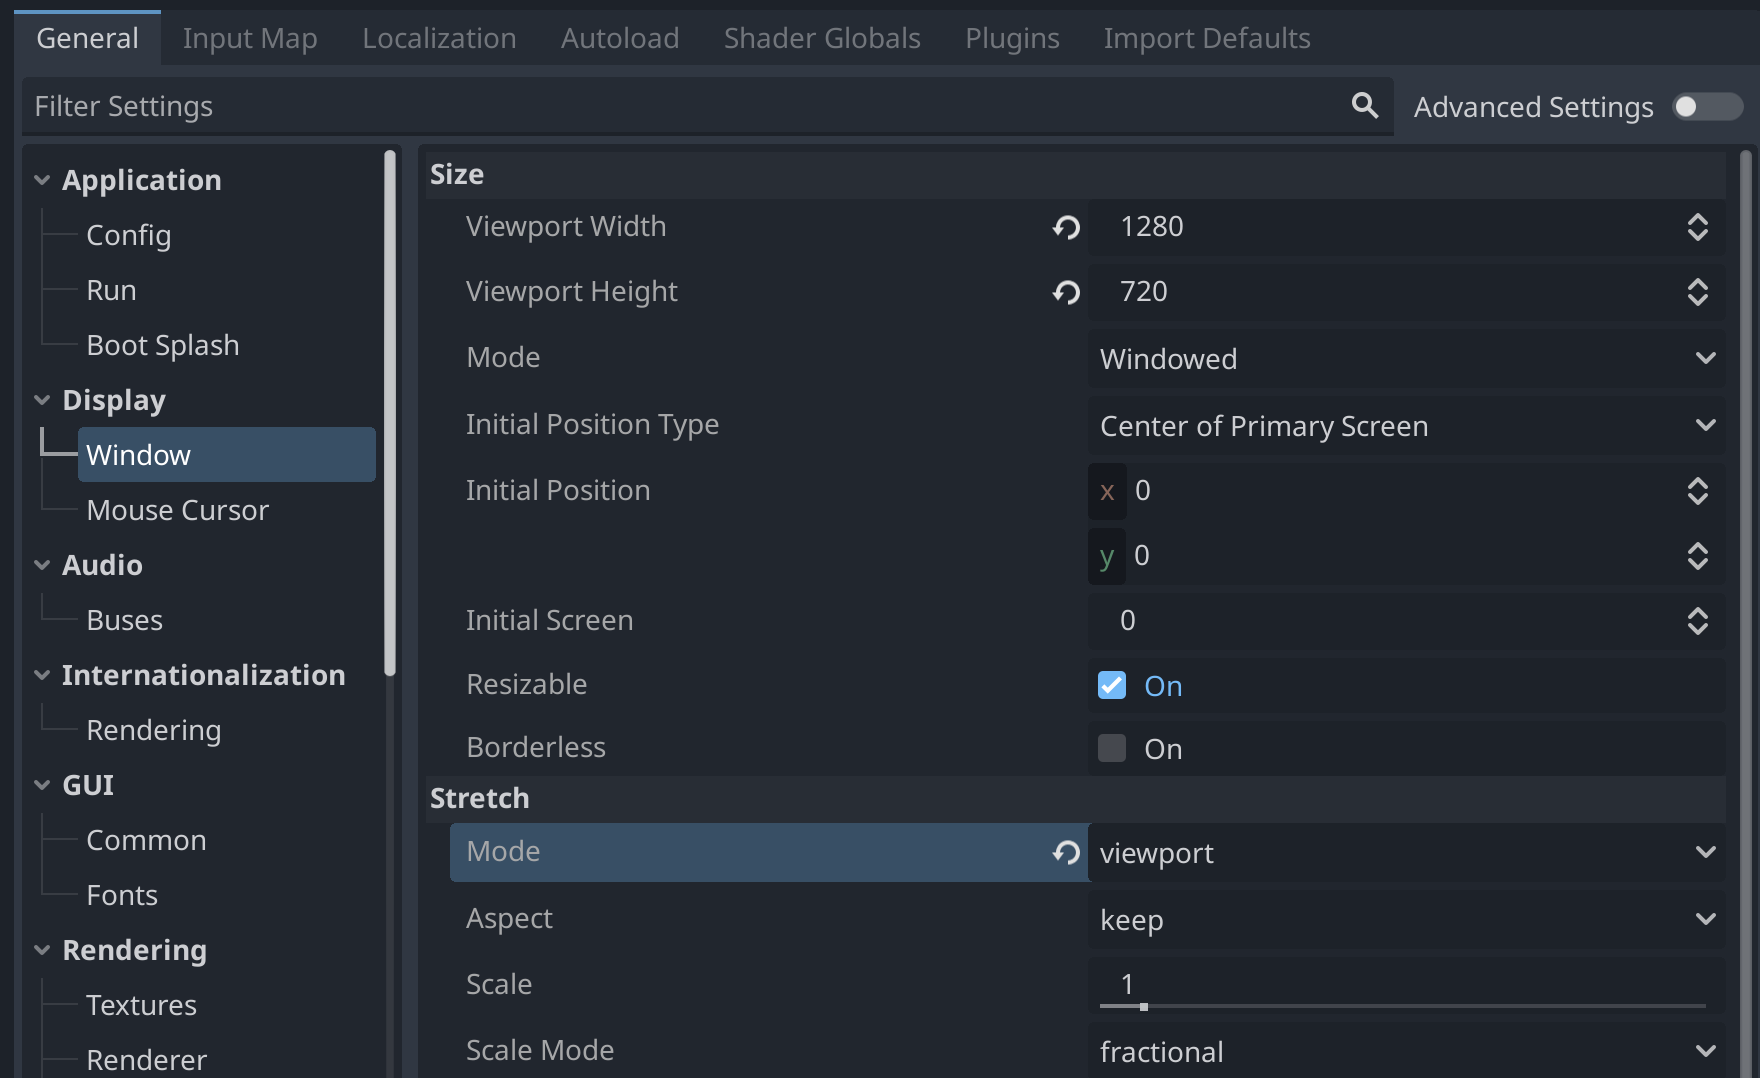 General Input Map Localization Autoload Shader Globals Plugins Import Defaults
Filter Settings
Advanced Settings
Application
Config
Run
Boot Splash
Display
Window
Mouse Cursor
Audio
Buses
Internationalization
Rendering
GUI
Common
Fonts
Rendering
Textures
Renderer
Size
Viewport Width 1280
Viewport Height 720
Mode Windowed
Initial Position Type Center of Primary Screen
Initial Position x 0
y 0
Initial Screen 0
Resizable On
Borderless On
Stretch
Mode viewport
Aspect keep
Scale 1
Scale Mode fractional